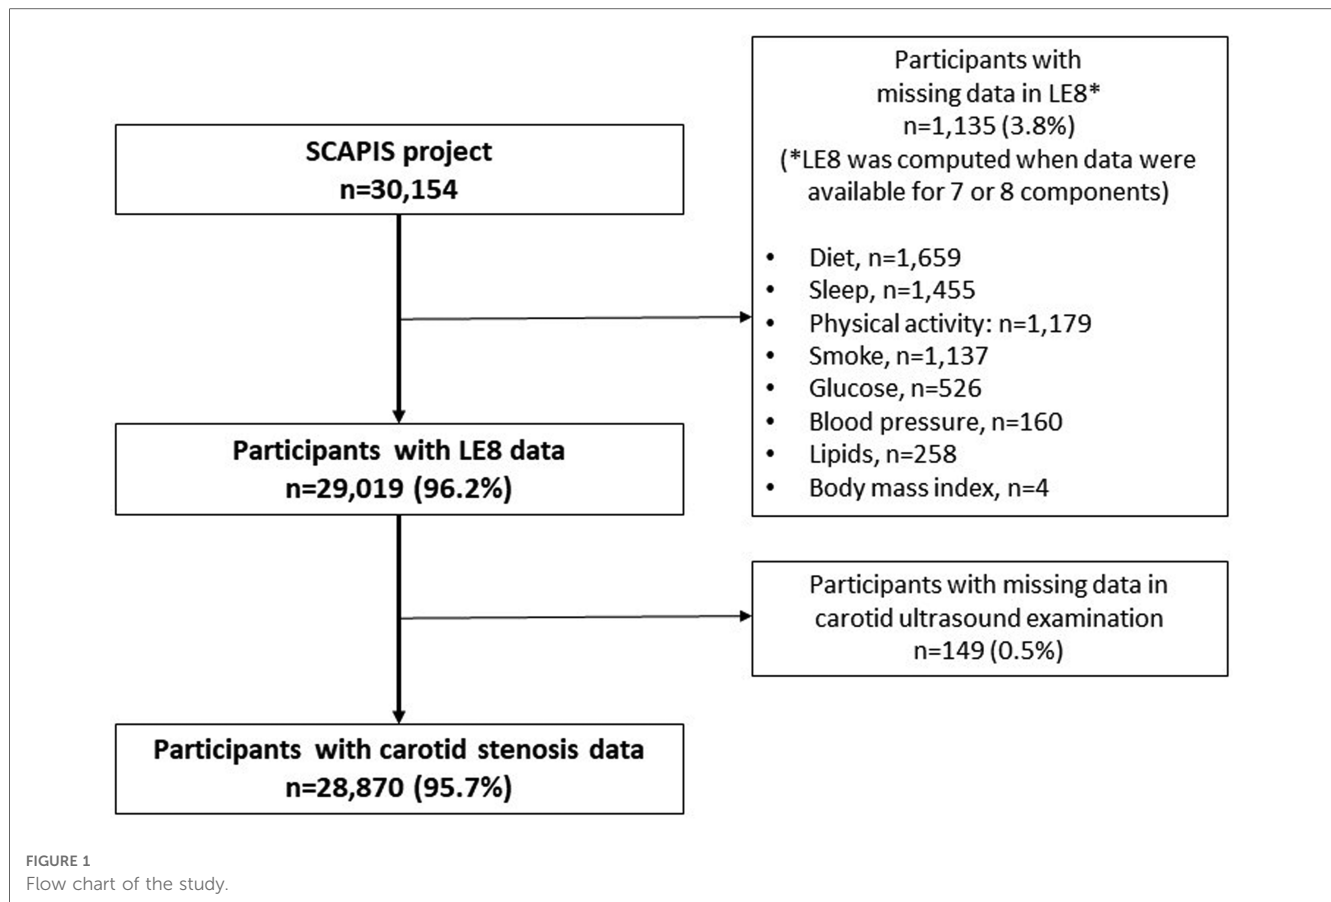 SCAPIS project
n=30,154
Participants with
missing data in LE8*
n=1,135 (3.8%)
(*LE8 was computed when data were
available for 7 or 8 components)
• Diet, n=1,659
• Sleep, n=1,455
• Physical activity: n=1,179
• Smoke, n=1,137
• Glucose, n=526
• Blood pressure, n=160
• Lipids, n=258
• Body mass index, n=4
Participants with LE8 data
n=29,019 (96.2%)
Participants with missing data in
carotid ultrasound examination
n=149 (0.5%)
Participants with carotid stenosis data
n=28,870 (95.7%)
FIGURE 1
Flow chart of the study.